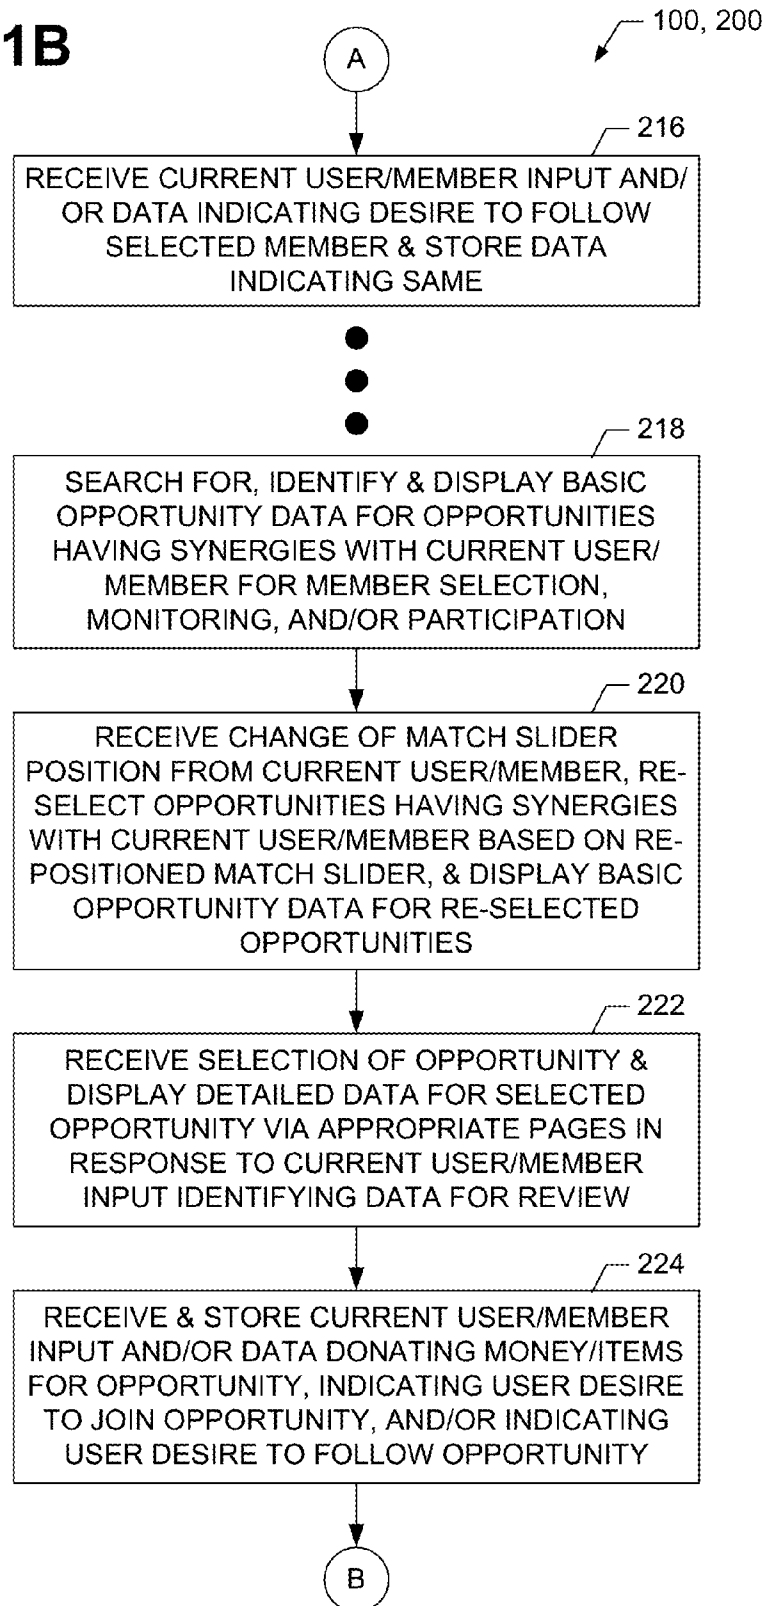 1B
100, 200
A
216
RECEIVE CURRENT USER/MEMBER INPUT AND/
OR DATA INDICATING DESIRE TO FOLLOW
SELECTED MEMBER & STORE DATA
INDICATING SAME
218
SEARCH FOR, IDENTIFY & DISPLAY BASIC
OPPORTUNITY DATA FOR OPPORTUNITIES
HAVING SYNERGIES WITH CURRENT USER/
MEMBER FOR MEMBER SELECTION,
MONITORING, AND/OR PARTICIPATION
220
RECEIVE CHANGE OF MATCH SLIDER
POSITION FROM CURRENT USER/MEMBER, RE-
SELECT OPPORTUNITIES HAVING SYNERGIES
WITH CURRENT USER/MEMBER BASED ON RE-
POSITIONED MATCH SLIDER, & DISPLAY BASIC
OPPORTUNITY DATA FOR RE-SELECTED
OPPORTUNITIES
222
RECEIVE SELECTION OF OPPORTUNITY &
DISPLAY DETAILED DATA FOR SELECTED
OPPORTUNITY VIA APPROPRIATE PAGES IN
RESPONSE TO CURRENT USER/MEMBER
INPUT IDENTIFYING DATA FOR REVIEW
224
RECEIVE & STORE CURRENT USER/MEMBER
INPUT AND/OR DATA DONATING MONEY/ITEMS
FOR OPPORTUNITY, INDICATING USER DESIRE
TO JOIN OPPORTUNITY, AND/OR INDICATING
USER DESIRE TO FOLLOW OPPORTUNITY
B